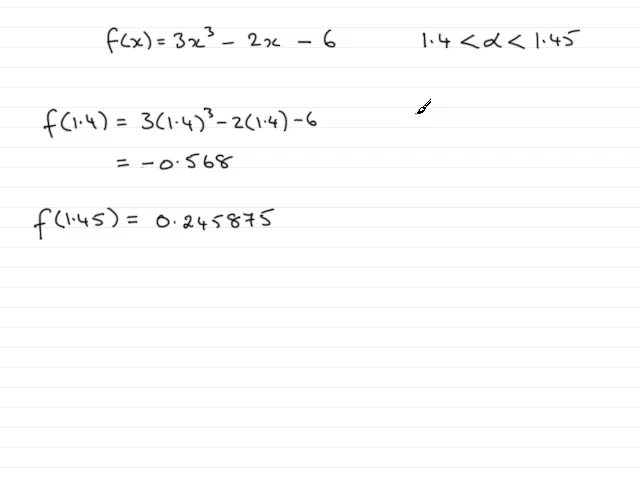 f(x) = 3x³ − 2x − 6 1.4 < α < 1.45
f(1.4) = 3(1.4)³ − 2(1.4) − 6
= −0.568
f(1.45) = 0.245875